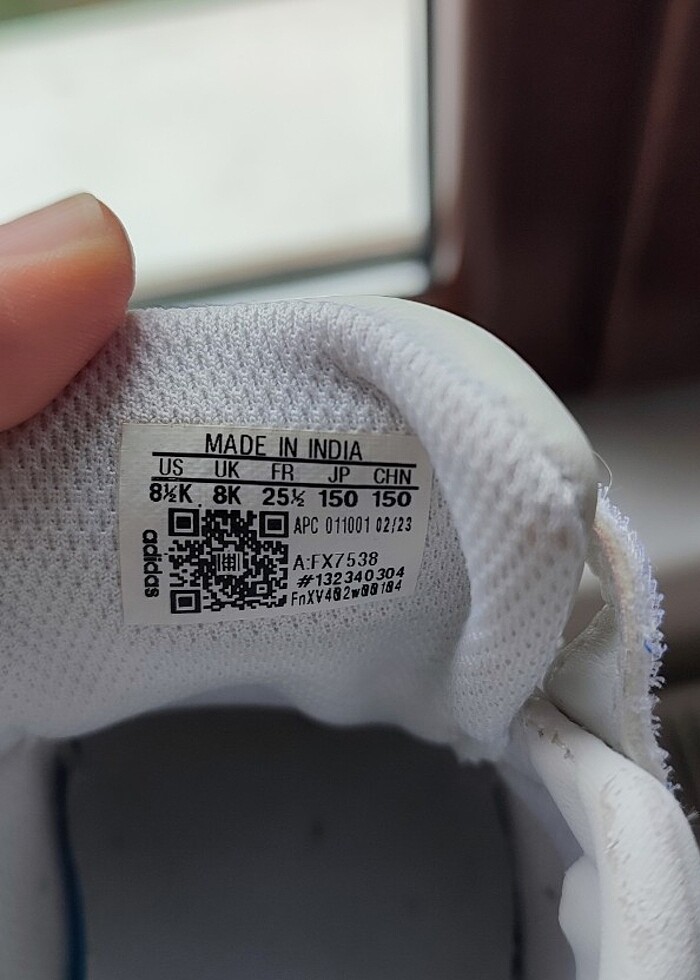 MADE IN INDIA
US UK FR JP CHN
8½K 8K 25½ 150 150
APC 011001 02/23
adidas
A:FX7538
#132340304
FnXV402w00104